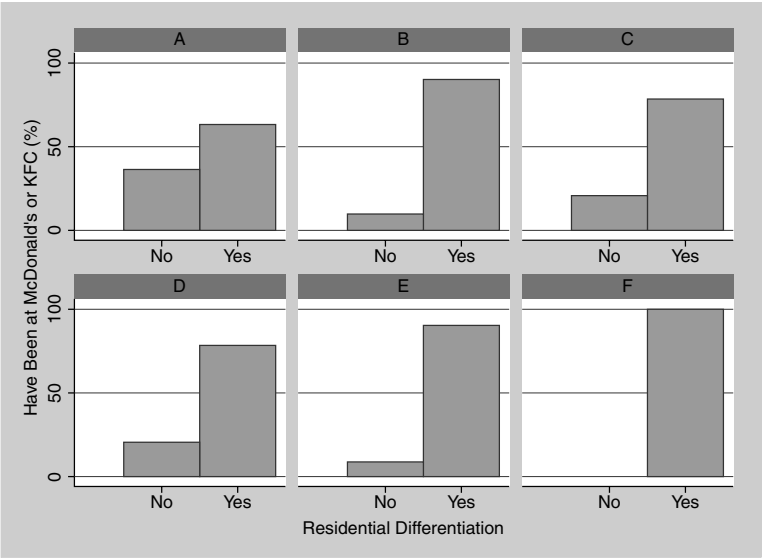 Have Been at McDonald's or KFC (%)
A B C
100
50
0
No Yes No Yes No Yes
D E F
100
50
0
No Yes No Yes No Yes
Residential Differentiation